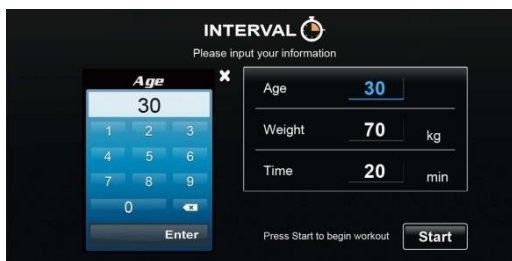 INTERVAL
Please input your information
Age
30
1 2 3
4 5 6
7 8 9
0
Enter
Age 30
Weight 70 kg
Time 20 min
Press Start to begin workout
Start